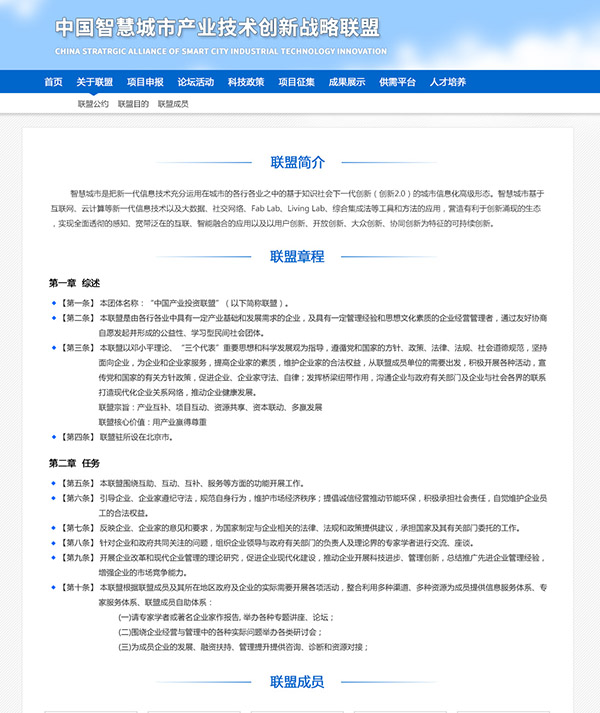 中国智慧城市产业技术创新战略联盟
CHINA STRATRGIC ALLIANCE OF SMART CITY INDUSTRIAL TECHNOLOGY INNOVATION
首页 关于联盟 项目申报 论坛活动 科技政策 项目征集 成果展示 供需平台 人才培养
联盟公约 联盟目的 联盟成员
联盟简介
智慧城市是把新一代信息技术充分运用在城市的各行各业之中的基于知识社会下一代创新（创新2.0）的城市信息化高级形态。智慧城市基于
互联网、云计算等新一代信息技术以及大数据、社交网络、Fab Lab、Living Lab、综合集成法等工具和方法的应用，营造有利于创新涌现的生态
，实现全面透彻的感知、宽带泛在的互联、智能融合的应用以及以用户创新、开放创新、大众创新、协同创新为特征的可持续创新。
联盟章程
第一章 综述
【第一条】 本团体名称：“中国产业投资联盟”（以下简称联盟）。
【第二条】 本联盟是由各行各业中具有一定产业基础和发展需求的企业，及具有一定管理经验和思想文化素质的企业经营管理者，通过友好协商
自愿发起并形成的公益性、学习型民间社会团体。
【第三条】 本联盟以邓小平理论、“三个代表”重要思想和科学发展观为指导，遵循党和国家的方针、政策、法律、法规、社会道德规范，坚持
面向企业，为企业和企业家服务，提高企业家的素质，维护企业家的合法权益，从联盟成员单位的需要出发，积极开展各种活动，宣
传党和国家的有关方针政策，促进企业、企业家守法、自律；发挥桥梁纽带作用，沟通企业与政府有关部门及企业与社会各界的联系
打造现代化企业关系网络，推动企业健康发展。
联盟宗旨：产业互补、项目互动、资源共享、资本联动、多赢发展
联盟核心价值：用产业赢得尊重
【第四条】 联盟驻所设在北京市。
第二章 任务
【第五条】 本联盟围绕互助、互动、互补、服务等方面的功能开展工作。
【第六条】 引导企业、企业家遵纪守法，规范自身行为，维护市场经济秩序；提倡诚信经营推动节能环保，积极承担社会责任，自觉维护企业员
工的合法权益。
【第七条】 反映企业、企业家的意见和要求，为国家制定与企业相关的法律、法规和政策提供建议，承担国家及其有关部门委托的工作。
【第八条】 针对企业和政府共同关注的问题，组织企业领导与政府有关部门的负责人及理论界的专家学者进行交流、座谈。
【第九条】 开展企业改革和现代企业管理的理论研究，促进企业现代化建设，推动企业开展科技进步、管理创新，总结推广先进企业管理经验，
增强企业的市场竞争能力。
【第十条】 本联盟根据联盟成员及其所在地区政府及企业的实际需要开展各项活动，整合利用多种渠道、多种资源为成员提供信息服务体系、专
家服务体系、联盟成员自助体系：
(一)请专家学者或著名企业家作报告, 举办各种专题讲座、论坛；
(二)围绕企业经营与管理中的各种实际问题举办各类研讨会；
(三)为成员企业的发展、融资扶持、管理提升提供咨询、诊断和资源对接；
联盟成员